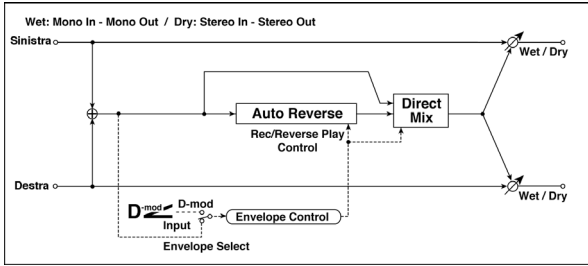 Wet: Mono In - Mono Out / Dry: Stereo In - Stereo Out
Sinistra
Wet / Dry
Auto Reverse
Direct
Mix
Rec/Reverse Play
Control
Destra
Wet / Dry
D-mod
D-mod
Input
Envelope Control
Envelope Select